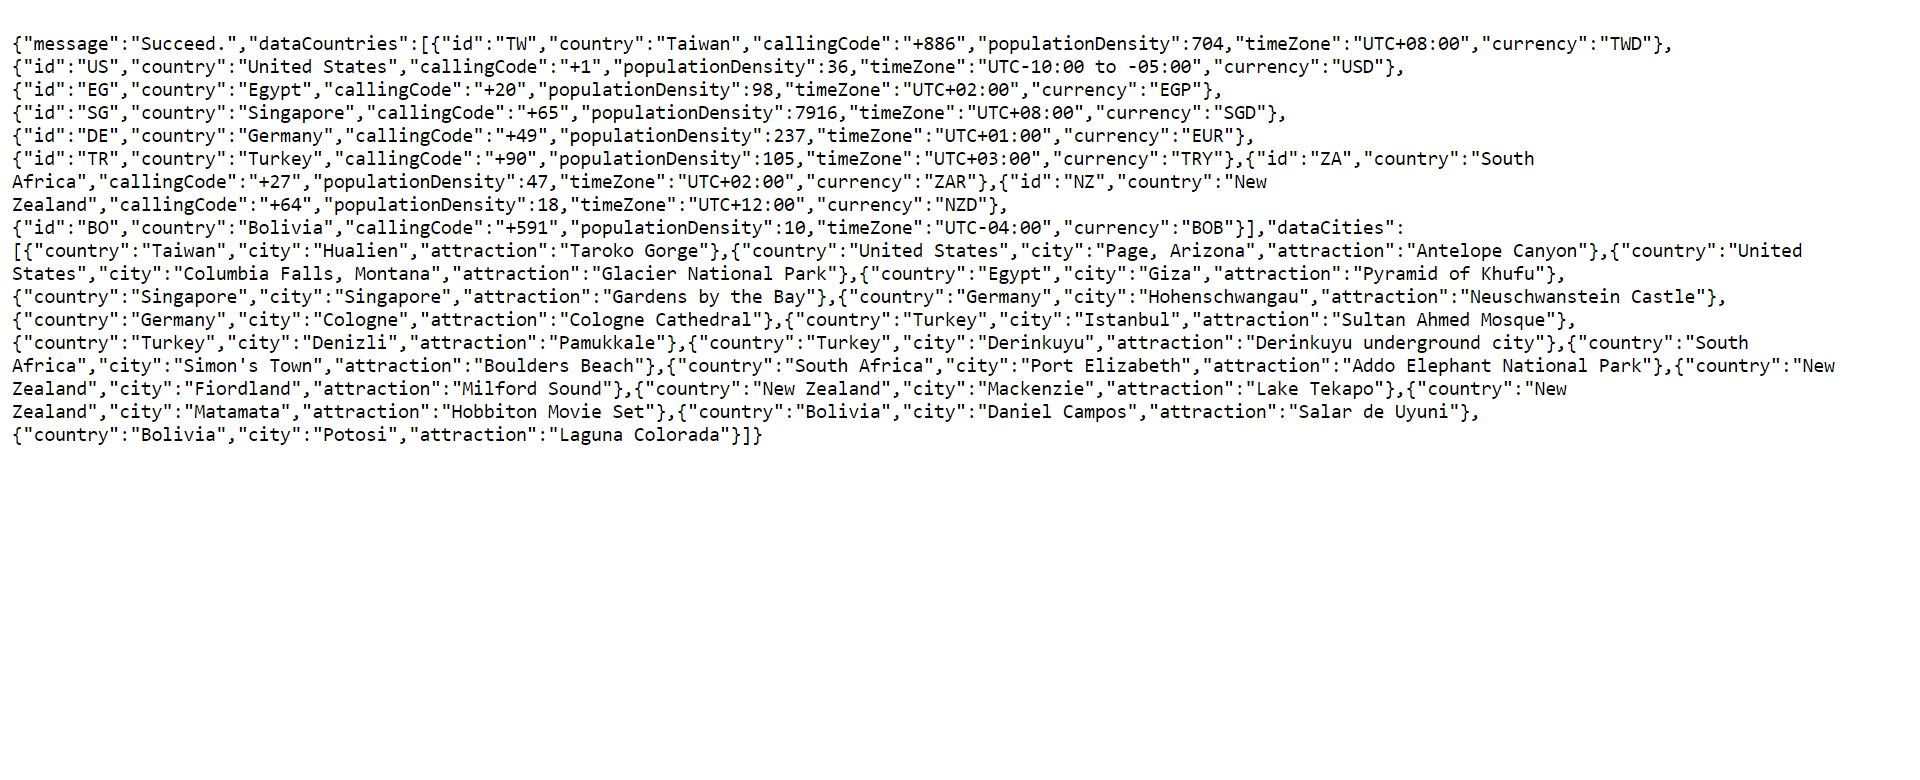 {"message":"Succeed.","dataCountries":[{"id":"TW","country":"Taiwan","callingCode":"+886","populationDensity":704,"timeZone":"UTC+08:00","currency":"TWD"},
{"id":"US","country":"United States","callingCode":"+1","populationDensity":36,"timeZone":"UTC-10:00 to -05:00","currency":"USD"},
{"id":"EG","country":"Egypt","callingCode":"+20","populationDensity":98,"timeZone":"UTC+02:00","currency":"EGP"},
{"id":"SG","country":"Singapore","callingCode":"+65","populationDensity":7916,"timeZone":"UTC+08:00","currency":"SGD"},
{"id":"DE","country":"Germany","callingCode":"+49","populationDensity":237,"timeZone":"UTC+01:00","currency":"EUR"},
{"id":"TR","country":"Turkey","callingCode":"+90","populationDensity":105,"timeZone":"UTC+03:00","currency":"TRY"},{"id":"ZA","country":"South
Africa","callingCode":"+27","populationDensity":47,"timeZone":"UTC+02:00","currency":"ZAR"},{"id":"NZ","country":"New
Zealand","callingCode":"+64","populationDensity":18,"timeZone":"UTC+12:00","currency":"NZD"},
{"id":"BO","country":"Bolivia","callingCode":"+591","populationDensity":10,"timeZone":"UTC-04:00","currency":"BOB"}],"dataCities":
[{"country":"Taiwan","city":"Hualien","attraction":"Taroko Gorge"},{"country":"United States","city":"Page, Arizona","attraction":"Antelope Canyon"},{"country":"United
States","city":"Columbia Falls, Montana","attraction":"Glacier National Park"},{"country":"Egypt","city":"Giza","attraction":"Pyramid of Khufu"},
{"country":"Singapore","city":"Singapore","attraction":"Gardens by the Bay"},{"country":"Germany","city":"Hohenschwangau","attraction":"Neuschwanstein Castle"},
{"country":"Germany","city":"Cologne","attraction":"Cologne Cathedral"},{"country":"Turkey","city":"Istanbul","attraction":"Sultan Ahmed Mosque"},
{"country":"Turkey","city":"Denizli","attraction":"Pamukkale"},{"country":"Turkey","city":"Derinkuyu","attraction":"Derinkuyu underground city"},{"country":"South
Africa","city":"Simon's Town","attraction":"Boulders Beach"},{"country":"South Africa","city":"Port Elizabeth","attraction":"Addo Elephant National Park"},{"country":"New
Zealand","city":"Fiordland","attraction":"Milford Sound"},{"country":"New Zealand","city":"Mackenzie","attraction":"Lake Tekapo"},{"country":"New
Zealand","city":"Matamata","attraction":"Hobbiton Movie Set"},{"country":"Bolivia","city":"Daniel Campos","attraction":"Salar de Uyuni"},
{"country":"Bolivia","city":"Potosi","attraction":"Laguna Colorada"}]}